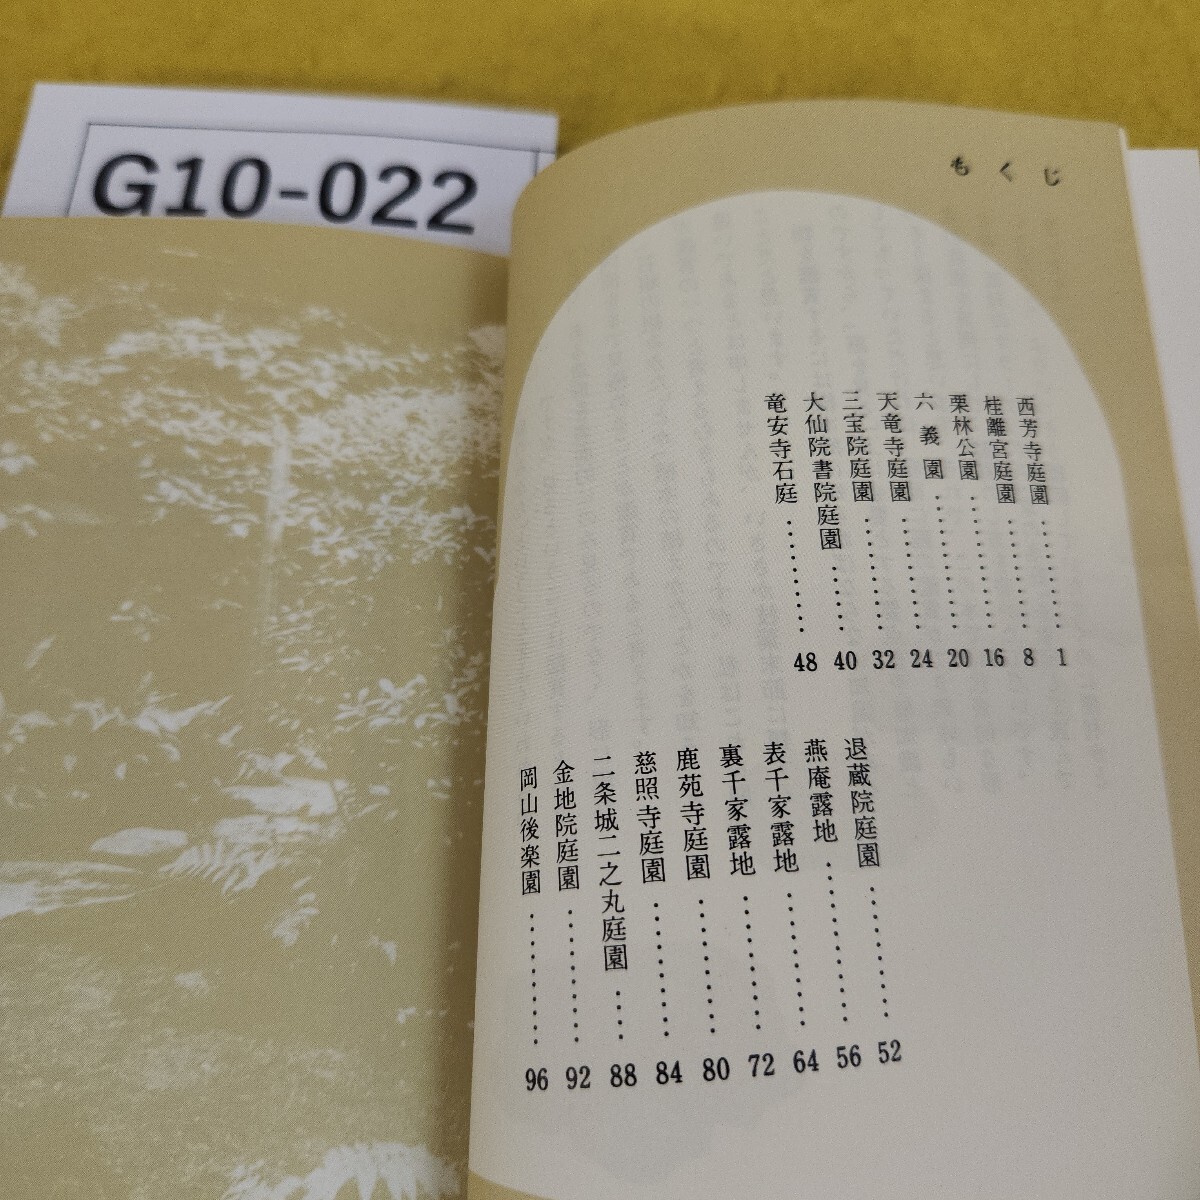 G10-022
もくじ
西芳寺庭園…………1
桂離宮庭園…………8
栗林公園…………16
六義園…………20
天竜寺庭園…………24
三宝院庭園…………32
大仙院書院庭園……40
竜安寺石庭…………48
退蔵院庭園…………52
燕庵露地…………56
表千家露地…………64
裏千家露地…………72
鹿苑寺庭園…………80
慈照寺庭園…………84
二条城二之丸庭園……88
金地院庭園…………92
岡山後楽園…………96